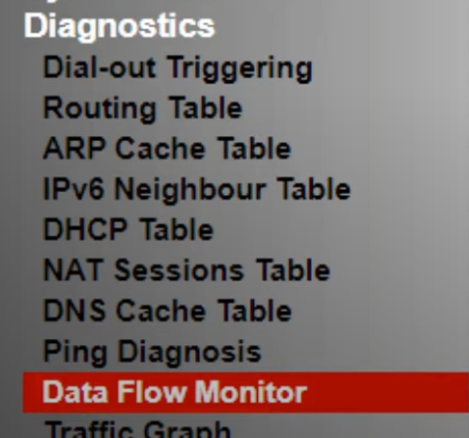 Diagnostics
Dial-out Triggering
Routing Table
ARP Cache Table
IPv6 Neighbour Table
DHCP Table
NAT Sessions Table
DNS Cache Table
Ping Diagnosis
Data Flow Monitor
Traffic Graph